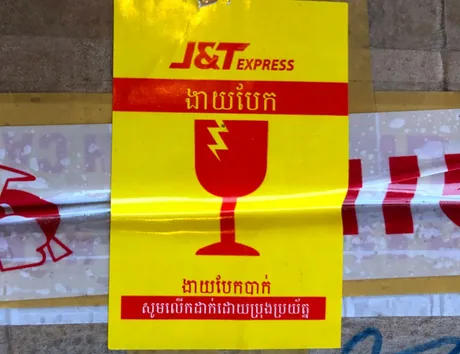 J&T EXPRESS
ងាយបែក
ងាយបែកបាក់
សូមលើកដាក់ដោយប្រុងប្រយ័ត្ន